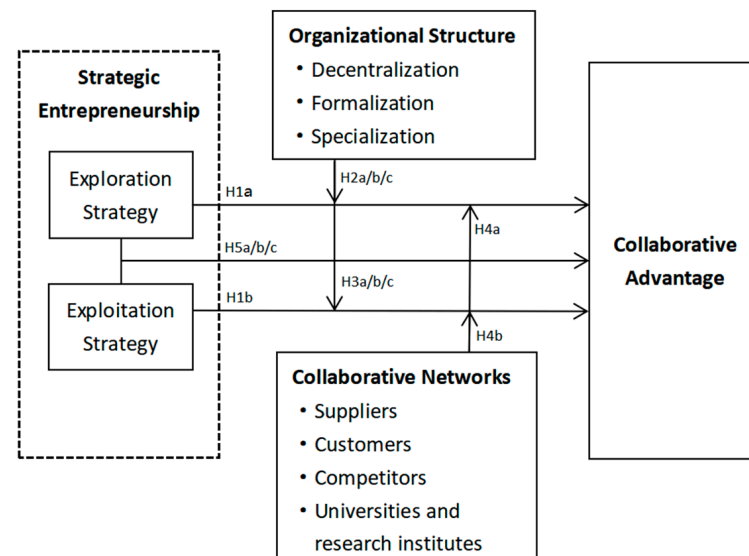 Organizational Structure
• Decentralization
• Formalization
• Specialization
Strategic
Entrepreneurship
Exploration
Strategy
Exploitation
Strategy
H1a
H2a/b/c
H4a
H5a/b/c
H3a/b/c
H1b
H4b
Collaborative
Advantage
Collaborative Networks
• Suppliers
• Customers
• Competitors
• Universities and
research institutes